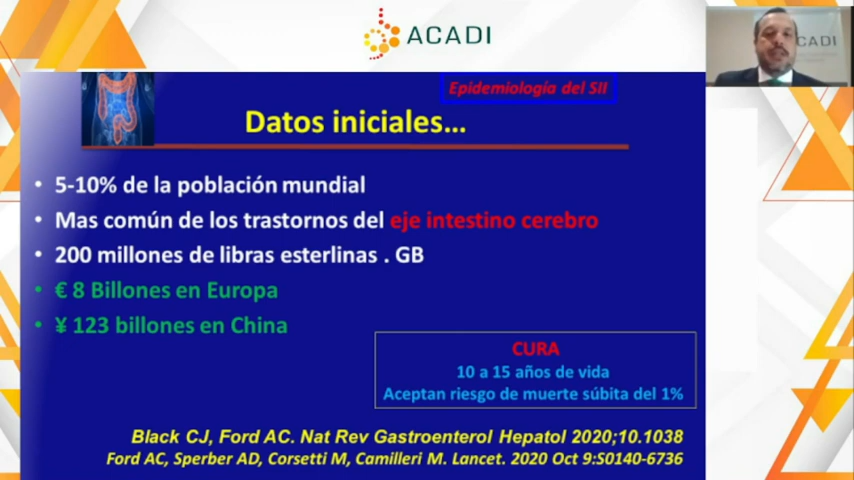 ACADI
CADI
Epidemiología del SII
Datos iniciales...
• 5-10% de la población mundial
• Mas común de los trastornos del eje intestino cerebro
• 200 millones de libras esterlinas . GB
• € 8 Billones en Europa
• ¥ 123 billones en China
CURA
10 a 15 años de vida
Aceptan riesgo de muerte súbita del 1%
Black CJ, Ford AC. Nat Rev Gastroenterol Hepatol 2020;10.1038
Ford AC, Sperber AD, Corsetti M, Camilleri M. Lancet. 2020 Oct 9:S0140-6736